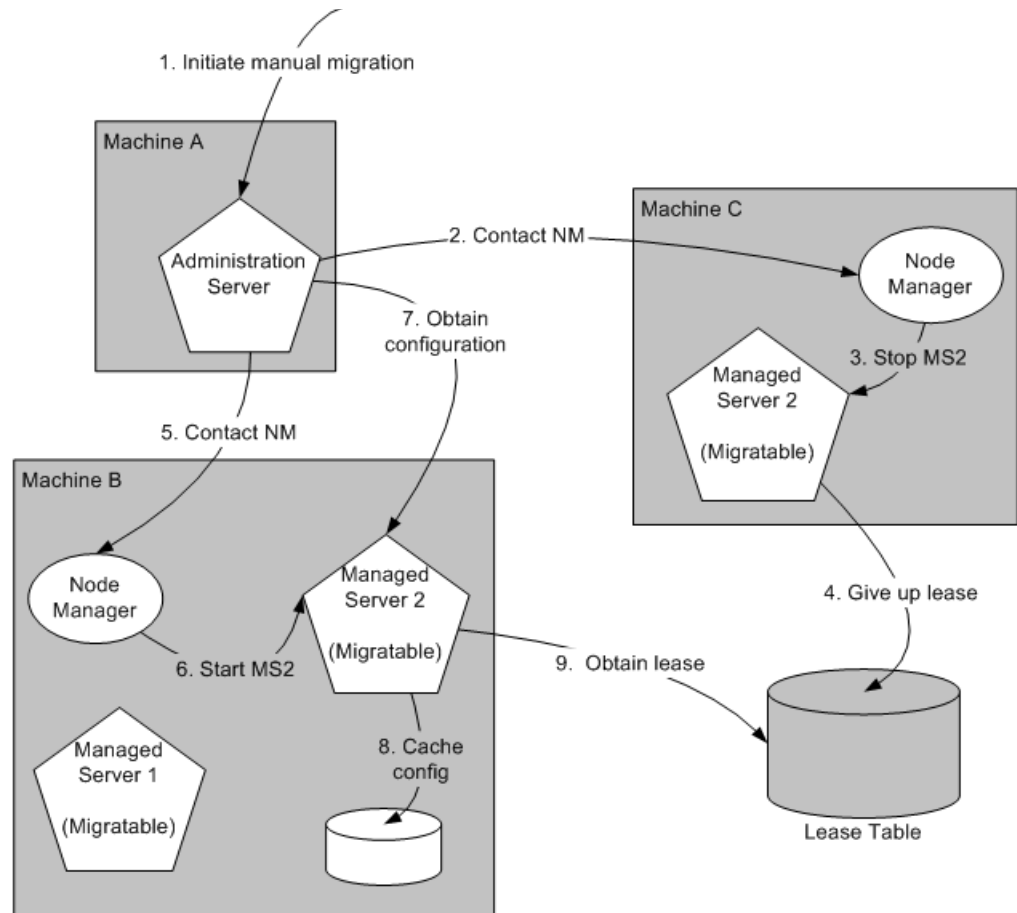 1. Initiate manual migration
Machine A
Administration
Server
2. Contact NM
Machine C
Node
Manager
3. Stop MS2
Managed
Server 2
(Migratable)
7. Obtain
configuration
5. Contact NM
Machine B
Node
Manager
6. Start MS2
Managed
Server 2
(Migratable)
4. Give up lease
9. Obtain lease
Managed
Server 1
(Migratable)
8. Cache
config
Lease Table